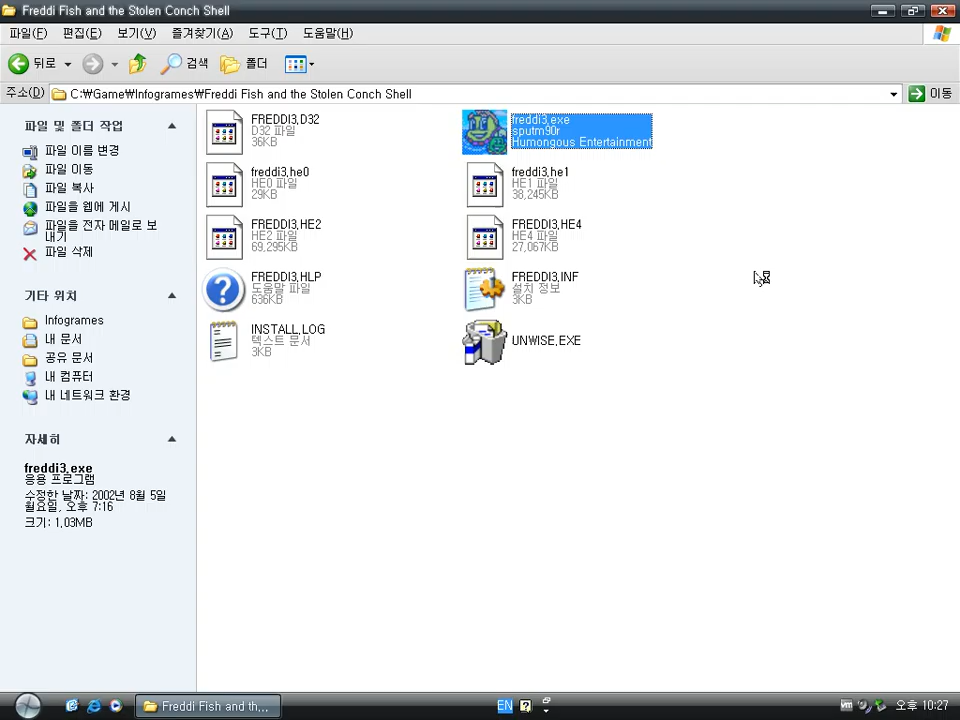 Freddi Fish and the Stolen Conch Shell
파일(F) 편집(E) 보기(V) 즐겨찾기(A) 도구(T) 도움말(H)
뒤로 검색 폴더
주소(D) C:₩Game₩Infogrames₩Freddi Fish and the Stolen Conch Shell 이동
파일 및 폴더 작업
파일 이름 변경
파일 이동
파일 복사
파일을 웹에 게시
파일을 전자 메일로 보
내기
파일 삭제
기타 위치
Infogrames
내 문서
공유 문서
내 컴퓨터
내 네트워크 환경
자세히
freddi3.exe
응용 프로그램
수정한 날짜: 2002년 8월 5일
월요일, 오후 7:16
크기: 1.03MB
FREDDI3.D32
D32 파일
36KB
freddi3.exe
sputm90r
Humongous Entertainment
freddi3.he0
HE0 파일
29KB
freddi3.he1
HE1 파일
38,245KB
FREDDI3.HE2
HE2 파일
69,295KB
FREDDI3.HE4
HE4 파일
27,067KB
FREDDI3.HLP
도움말 파일
636KB
FREDDI3.INF
설치 정보
3KB
INSTALL.LOG
텍스트 문서
3KB
UNWISE.EXE
Freddi Fish and th... EN 오후 10:27